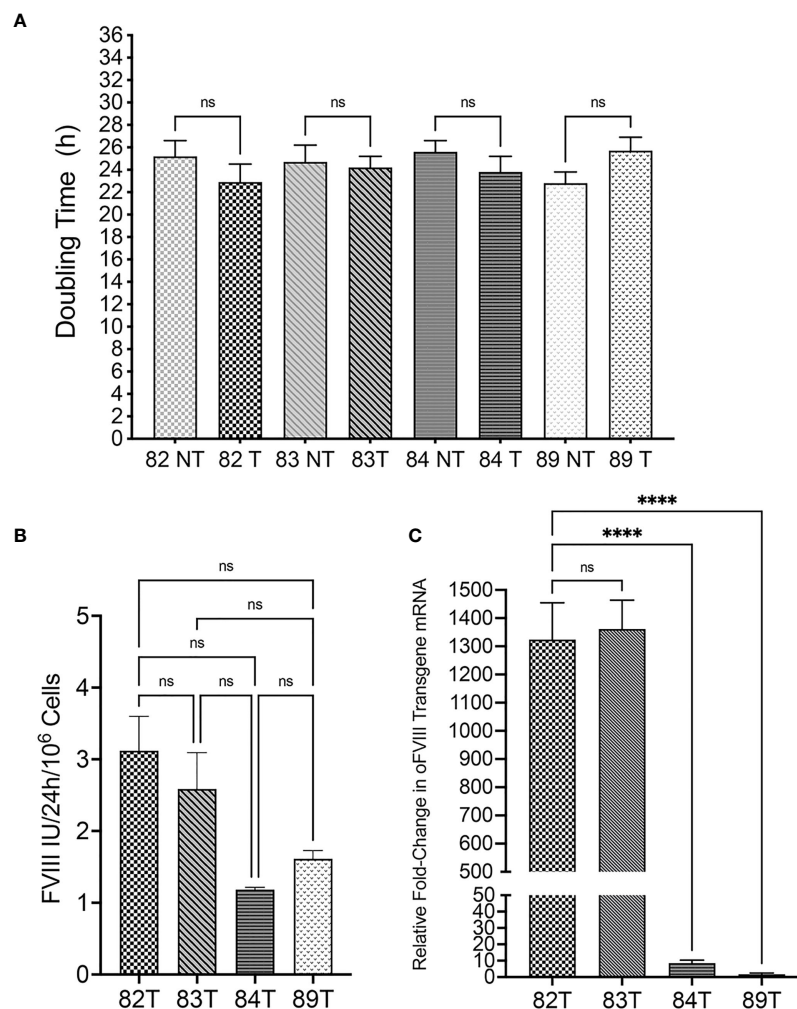 A
Doubling Time (h)
36
34
32
30
28
26
24
22
20
18
16
14
12
10
8
6
4
2
0
ns
ns
ns
ns
82 NT
82 T
83 NT
83T
84 NT
84 T
89 NT
89 T
B
FVIII IU/24h/10⁶ Cells
5
4
3
2
1
0
ns
ns
ns
ns
ns
ns
82T
83T
84T
89T
C
Relative Fold-Change in oFVIII Transgene mRNA
1500
1400
1300
1200
1100
1000
900
800
700
600
500
50
40
30
20
10
0
****
****
ns
82T
83T
84T
89T